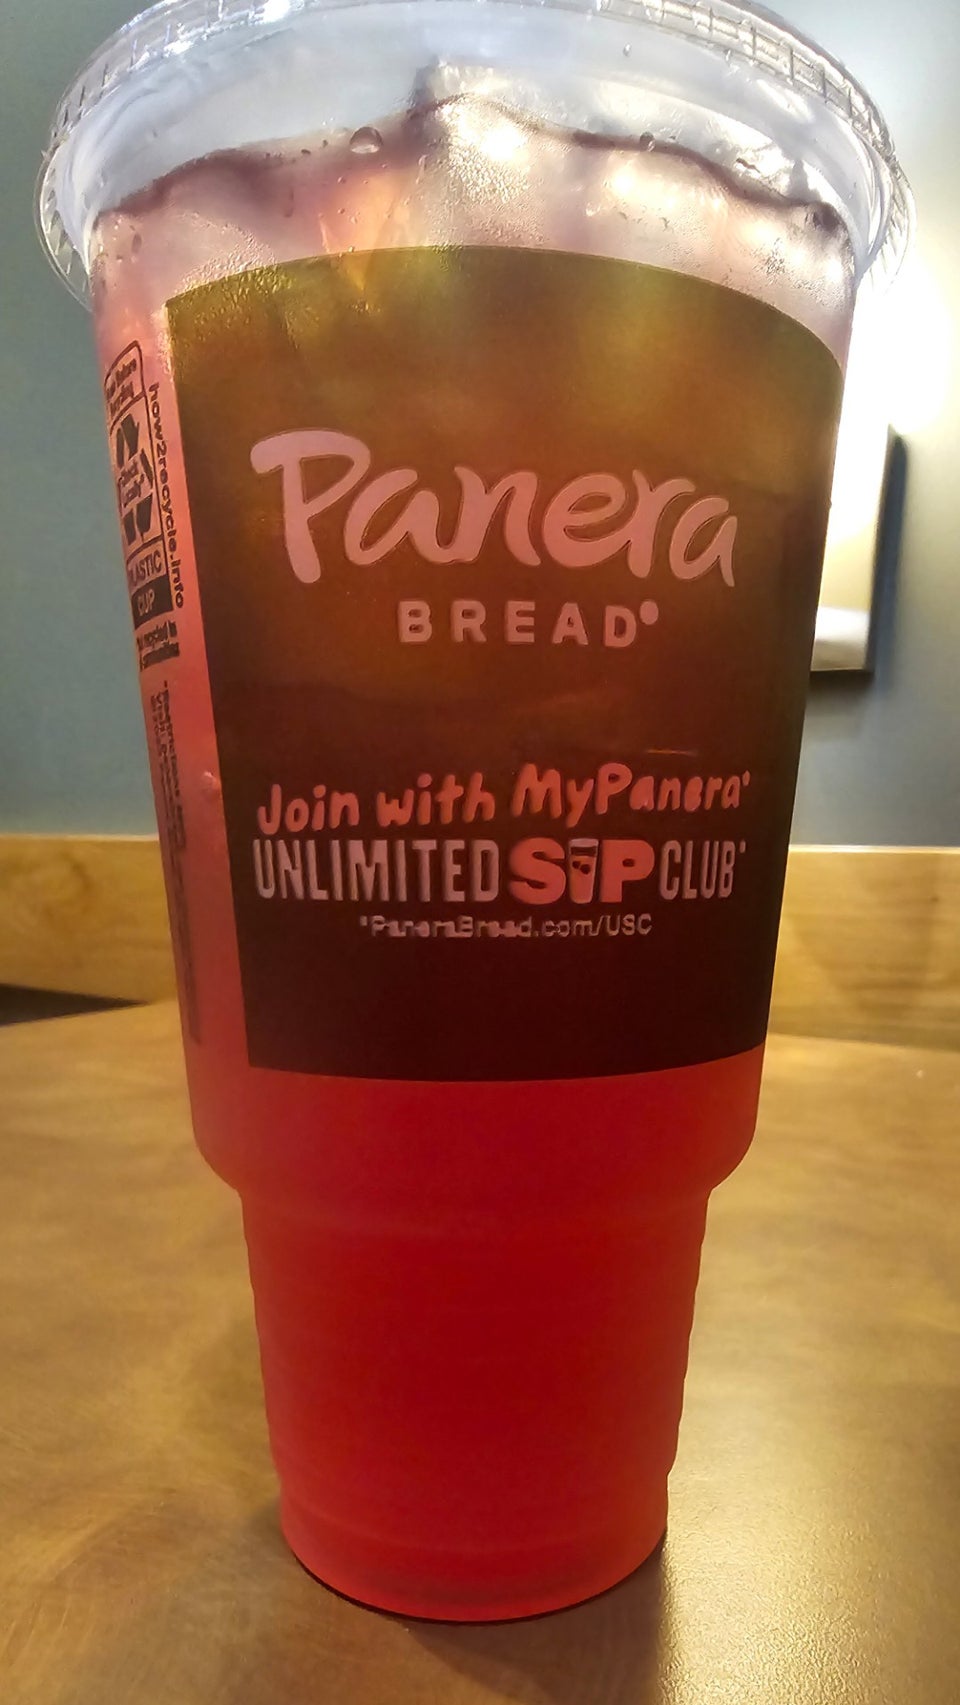 Panera
BREAD®
Join with MyPanera®
UNLIMITED SIP CLUB*
*PaneraBread.com/USC
how2recycle.info
PLASTIC
CUP